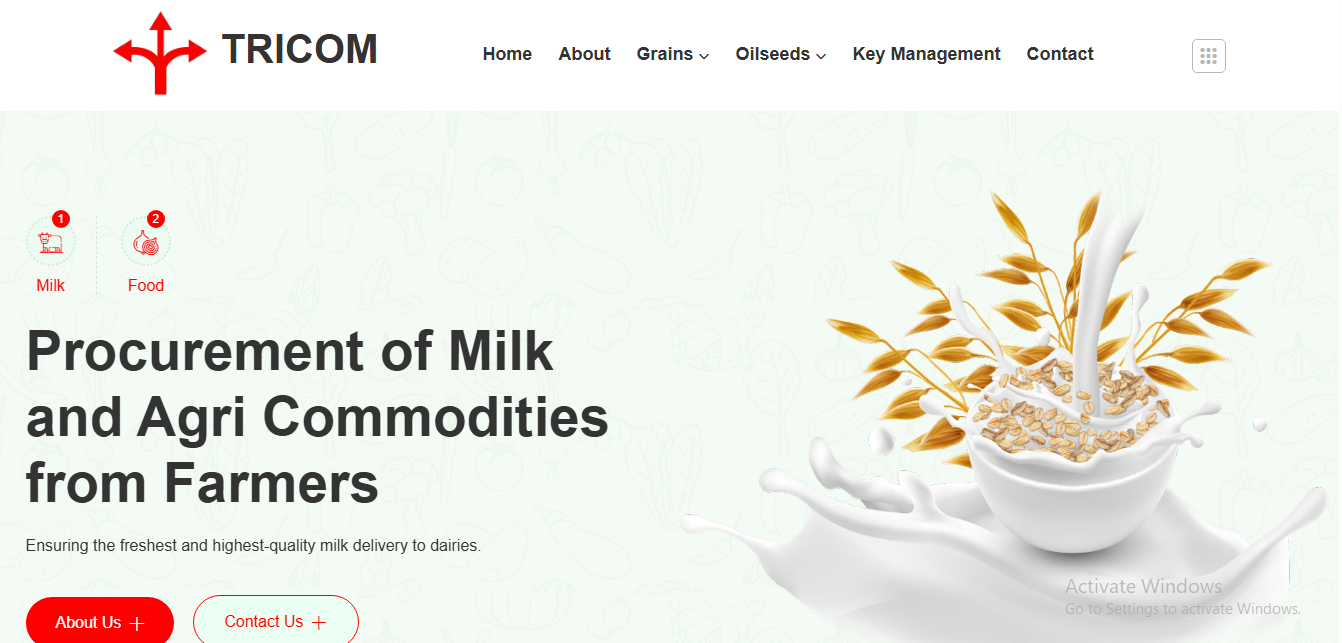 TRICOM
Home About Grains Oilseeds Key Management Contact
1 2
Milk Food
Procurement of Milk
and Agri Commodities
from Farmers
Ensuring the freshest and highest-quality milk delivery to dairies.
About Us + Contact Us +
Activate Windows
Go to Settings to activate Windows.